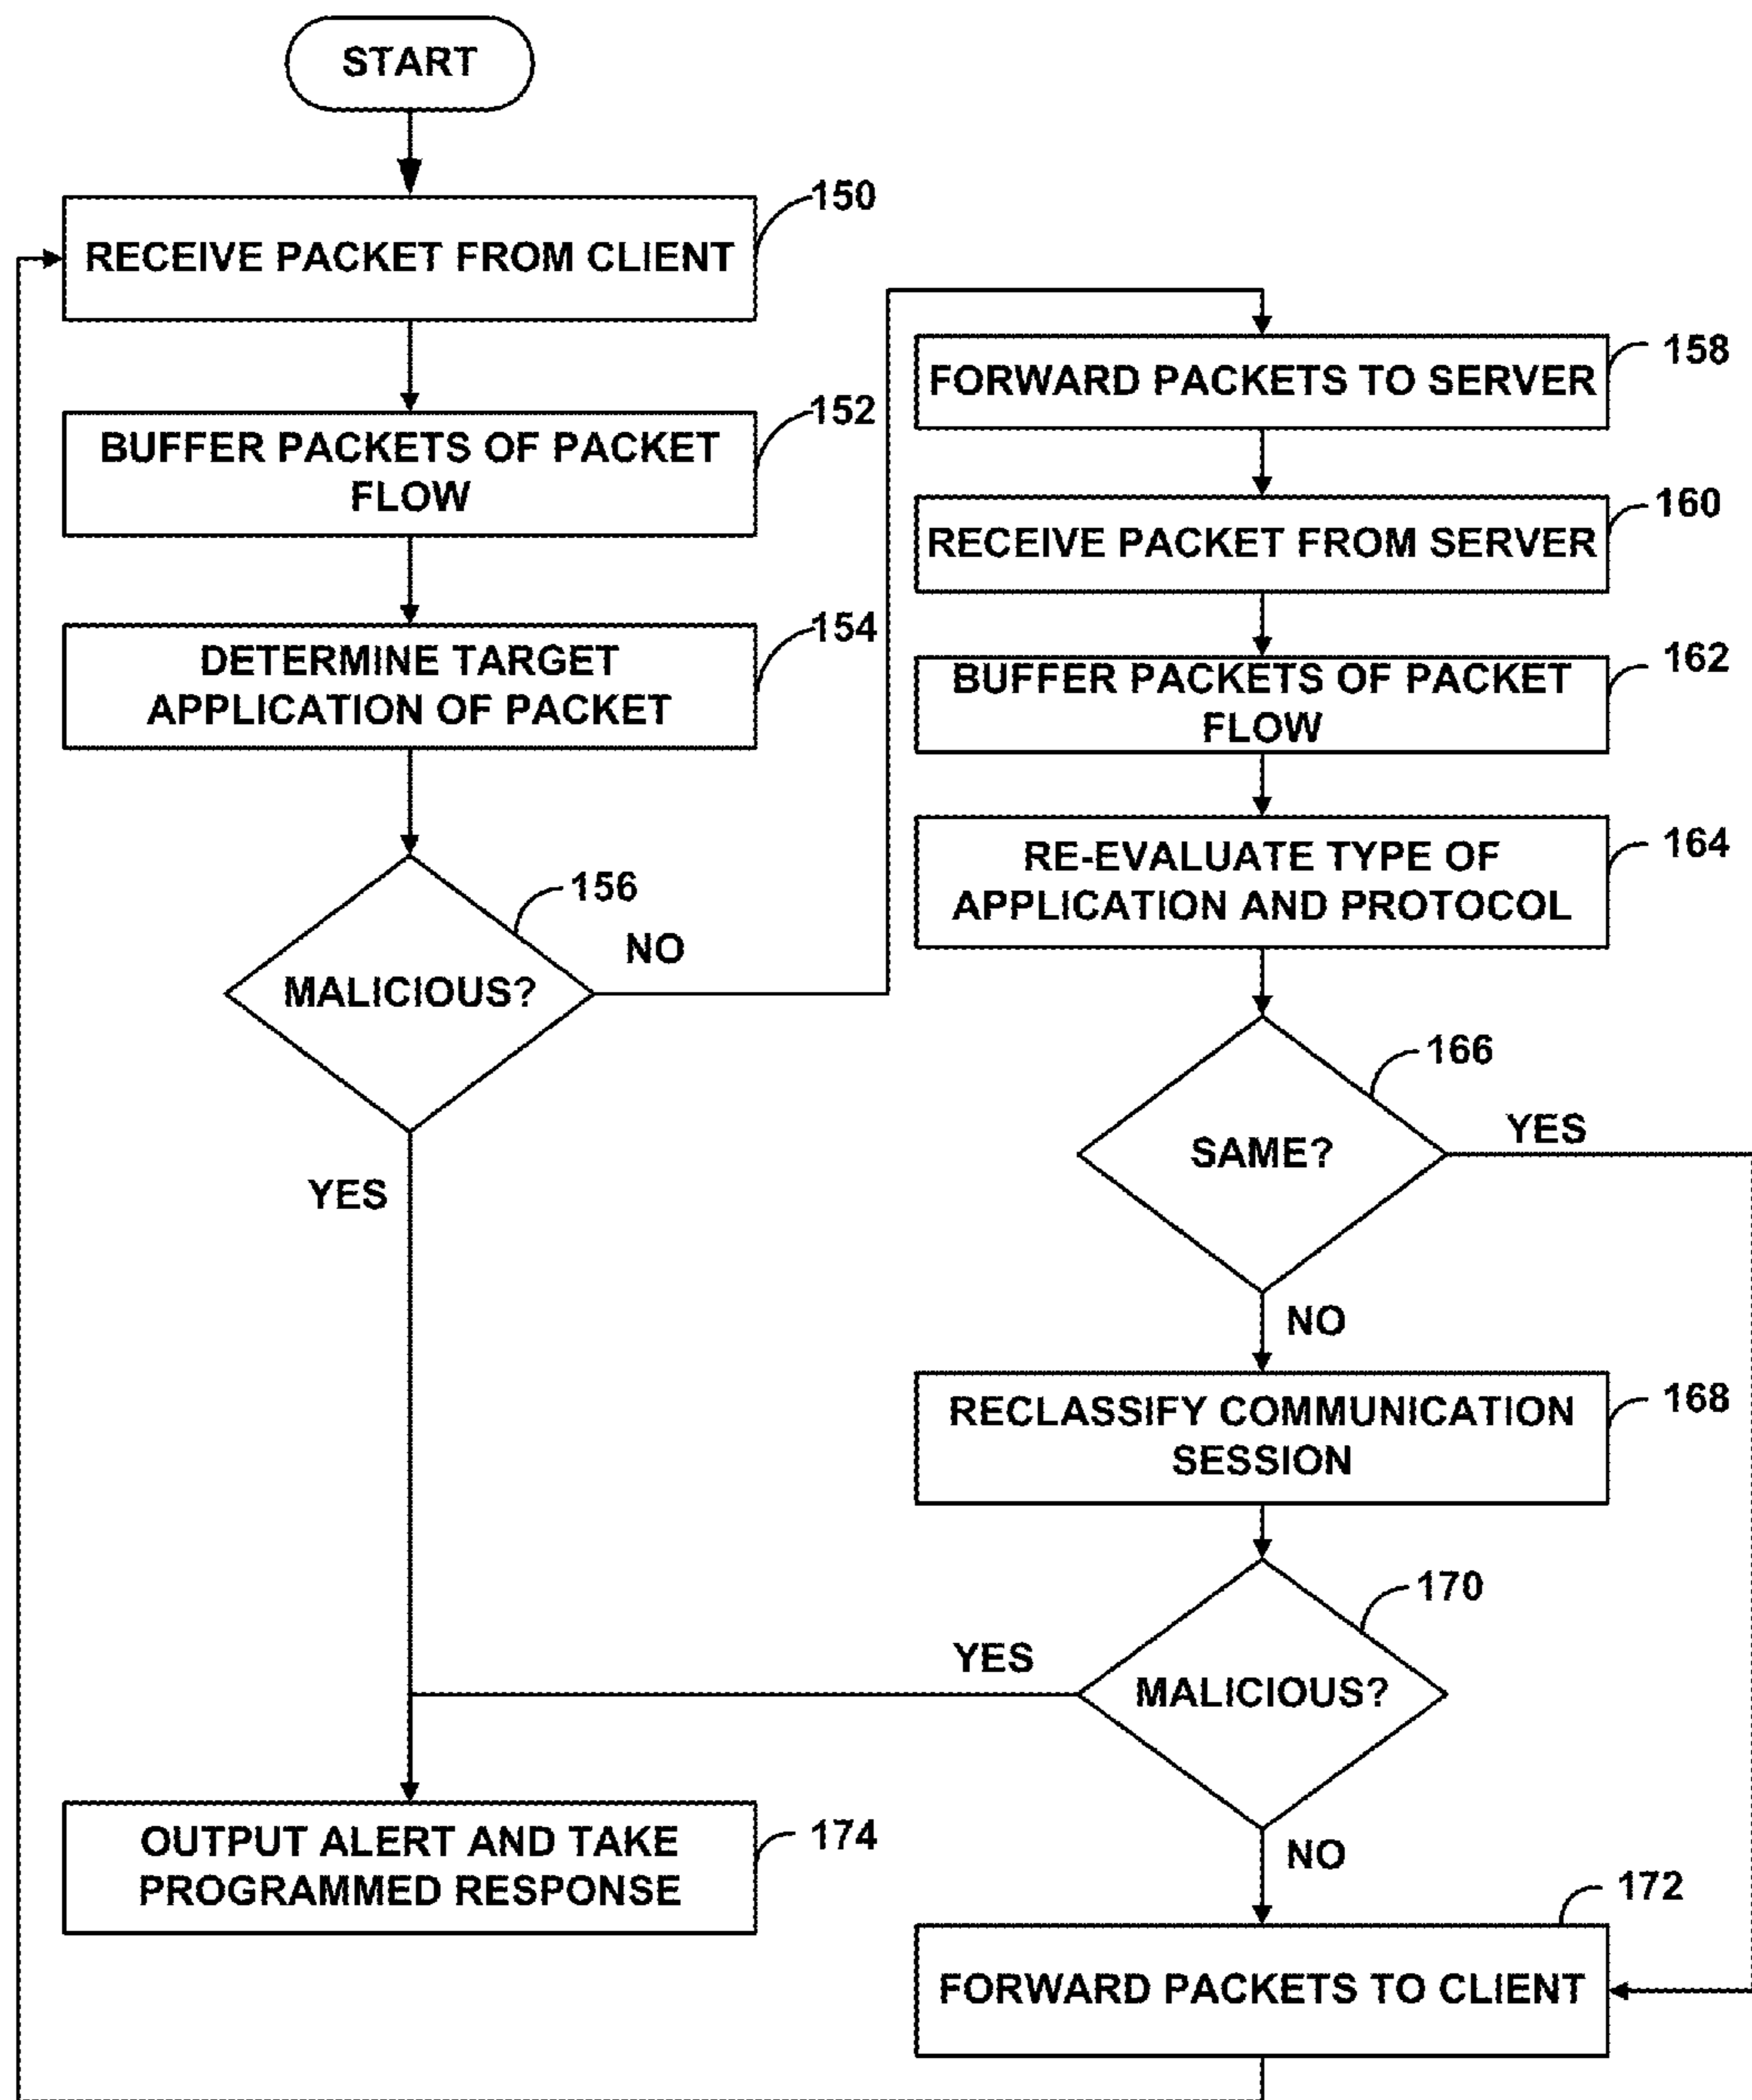 START
150
RECEIVE PACKET FROM CLIENT
152
BUFFER PACKETS OF PACKET
FLOW
154
DETERMINE TARGET
APPLICATION OF PACKET
156
MALICIOUS?
NO
YES
158
FORWARD PACKETS TO SERVER
160
RECEIVE PACKET FROM SERVER
162
BUFFER PACKETS OF PACKET
FLOW
164
RE-EVALUATE TYPE OF
APPLICATION AND PROTOCOL
166
SAME?
YES
NO
168
RECLASSIFY COMMUNICATION
SESSION
170
MALICIOUS?
YES
NO
174
OUTPUT ALERT AND TAKE
PROGRAMMED RESPONSE
172
FORWARD PACKETS TO CLIENT